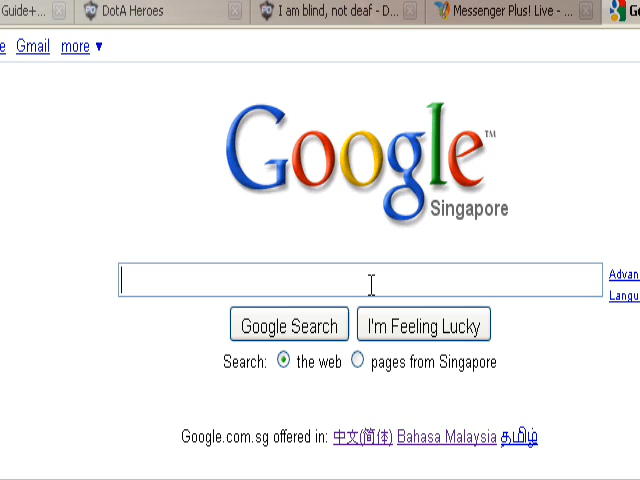 Guide+... DotA Heroes I am blind, not deaf - D... Messenger Plus! Live - ... G
e Gmail more ▼
Google™
Singapore
Advan
Langu
Google Search I'm Feeling Lucky
Search: the web pages from Singapore
Google.com.sg offered in: 中文(简体) Bahasa Malaysia தமிழ்